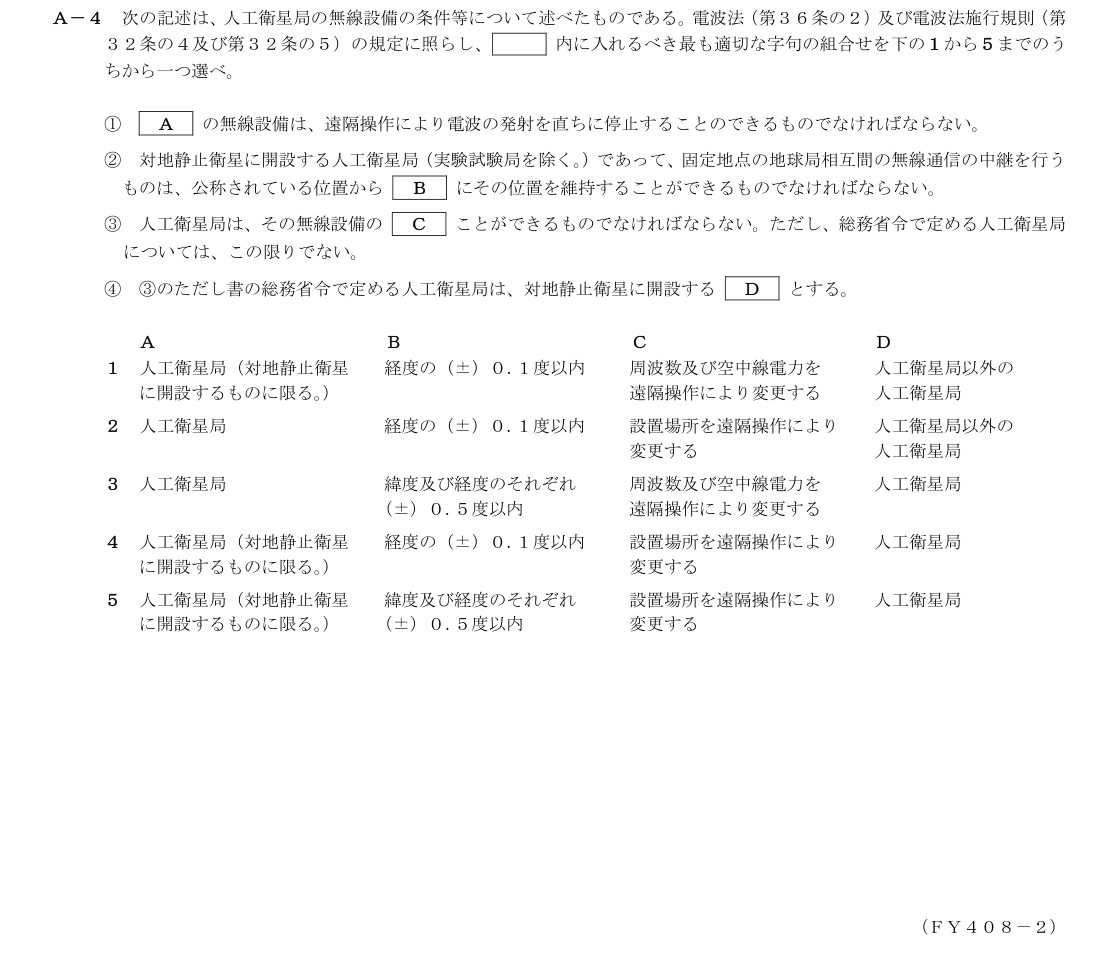 A－4　次の記述は、人工衛星局の無線設備の条件等について述べたものである。電波法（第３６条の２）及び電波法施行規則（第
３２条の４及び第３２条の５）の規定に照らし、内に入れるべき最も適切な字句の組合せを下の1から5までのう
ちから一つ選べ。
①　A の無線設備は、遠隔操作により電波の発射を直ちに停止することのできるものでなければならない。
②　対地静止衛星に開設する人工衛星局（実験試験局を除く。）であって、固定地点の地球局相互間の無線通信の中継を行う
ものは、公称されている位置から B にその位置を維持することができるものでなければならない。
③　人工衛星局は、その無線設備の C ことができるものでなければならない。ただし、総務省令で定める人工衛星局
については、この限りでない。
④　③のただし書の総務省令で定める人工衛星局は、対地静止衛星に開設する D とする。
A　B　C　D
1　人工衛星局（対地静止衛星　経度の（±）０.１度以内　周波数及び空中線電力を　人工衛星局以外の
に開設するものに限る。）　遠隔操作により変更する　人工衛星局
2　人工衛星局　経度の（±）０.１度以内　設置場所を遠隔操作により　人工衛星局以外の
変更する　人工衛星局
3　人工衛星局　緯度及び経度のそれぞれ　周波数及び空中線電力を　人工衛星局
（±）０.５度以内　遠隔操作により変更する
4　人工衛星局（対地静止衛星　経度の（±）０.１度以内　設置場所を遠隔操作により　人工衛星局
に開設するものに限る。）　変更する
5　人工衛星局（対地静止衛星　緯度及び経度のそれぞれ　設置場所を遠隔操作により　人工衛星局
に開設するものに限る。）　（±）０.５度以内　変更する
（ＦＹ４０８－２）